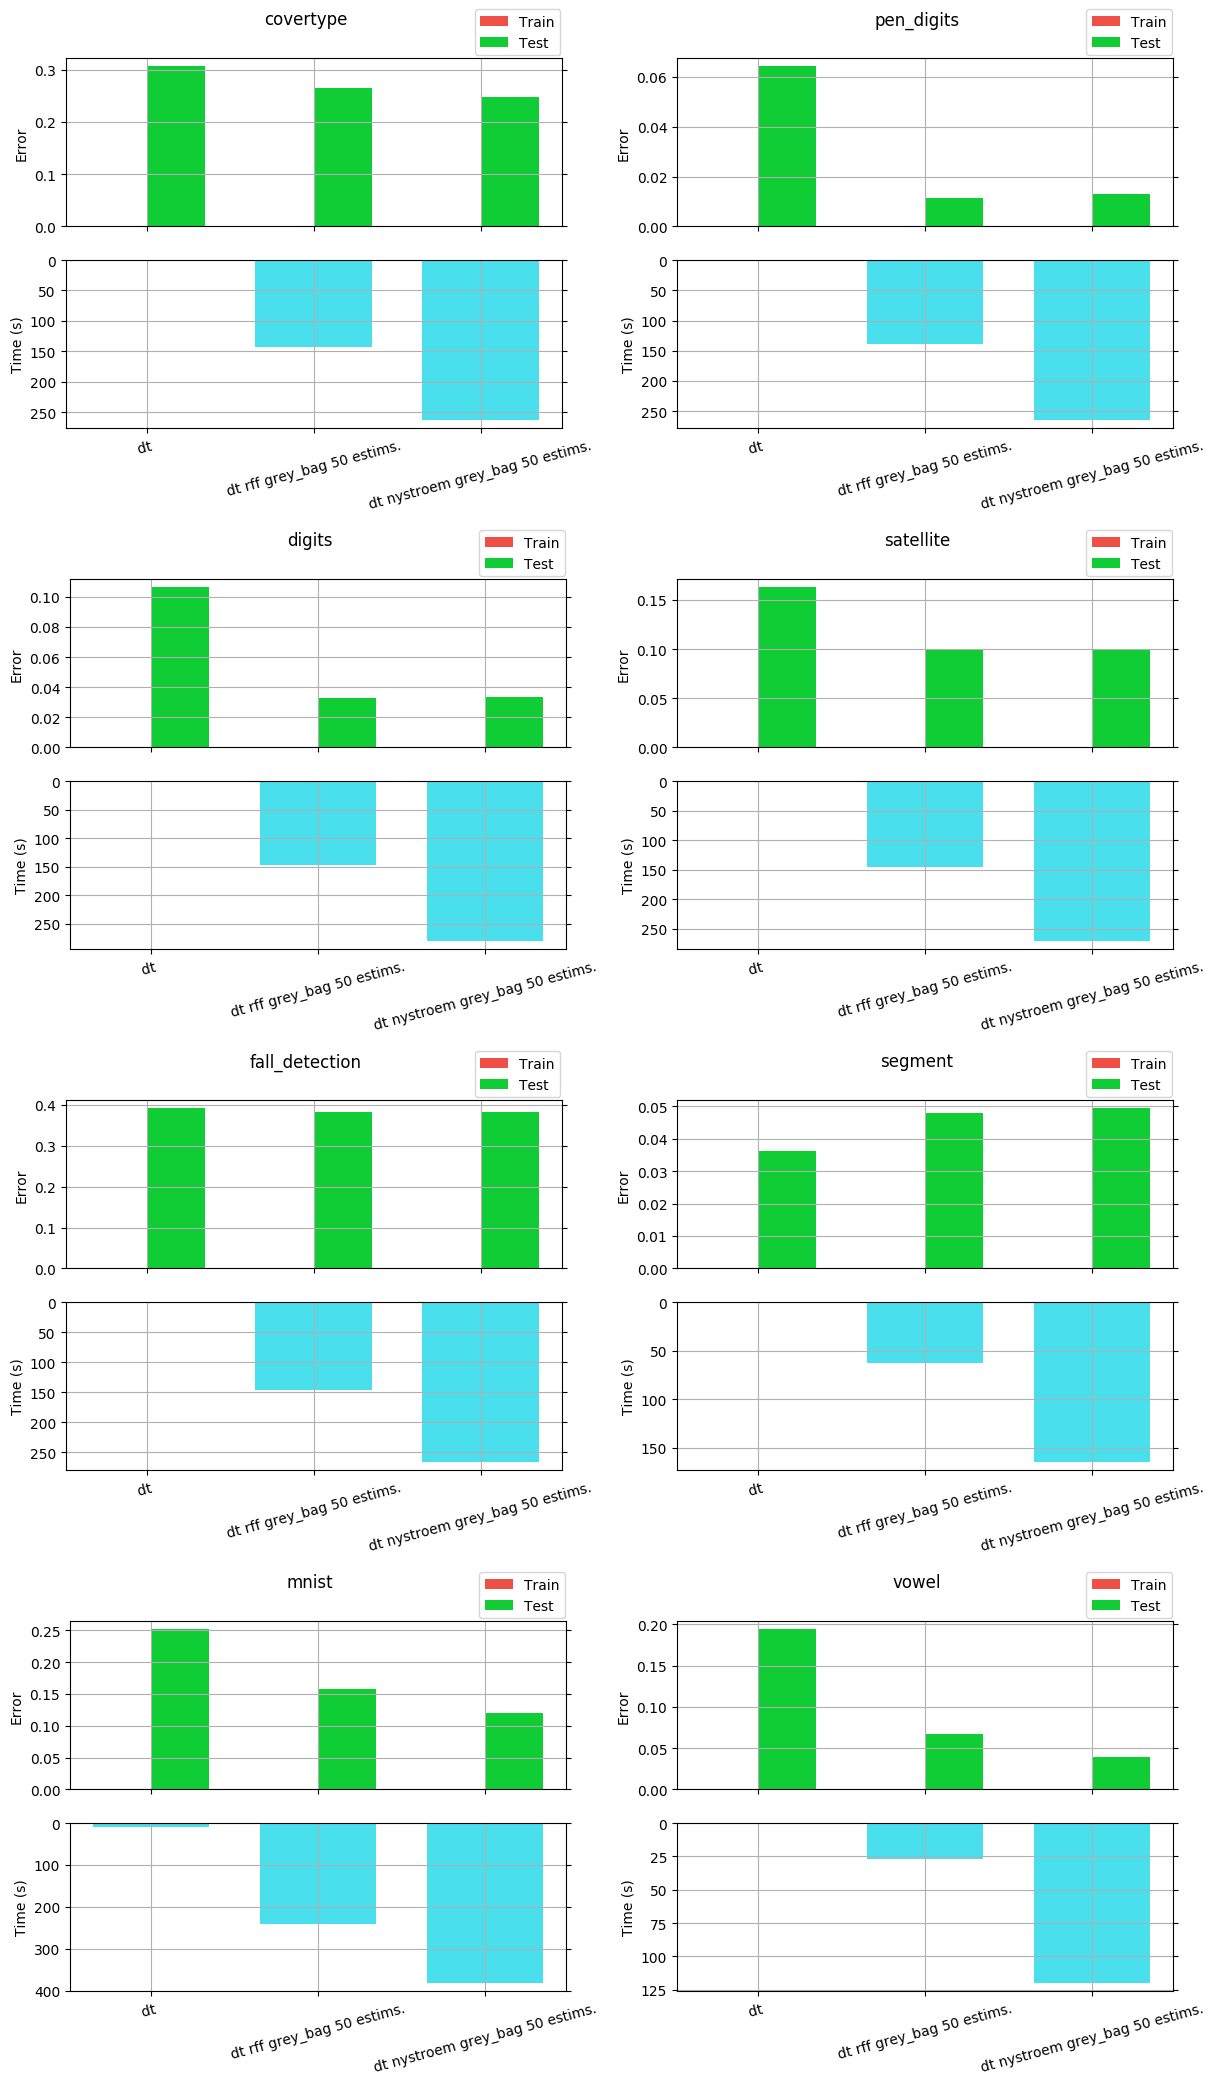 covertype
Train
Test
0.3
0.2
0.1
0.0
Error
0
50
100
150
200
250
Time (s)
dt
dt rff grey_bag 50 estims.
dt nystroem grey_bag 50 estims.
pen_digits
Train
Test
0.06
0.04
0.02
0.00
Error
0
50
100
150
200
250
Time (s)
dt
dt rff grey_bag 50 estims.
dt nystroem grey_bag 50 estims.
digits
Train
Test
0.10
0.08
0.06
0.04
0.02
0.00
Error
0
50
100
150
200
250
Time (s)
dt
dt rff grey_bag 50 estims.
dt nystroem grey_bag 50 estims.
satellite
Train
Test
0.15
0.10
0.05
0.00
Error
0
50
100
150
200
250
Time (s)
dt
dt rff grey_bag 50 estims.
dt nystroem grey_bag 50 estims.
fall_detection
Train
Test
0.4
0.3
0.2
0.1
0.0
Error
0
50
100
150
200
250
Time (s)
dt
dt rff grey_bag 50 estims.
dt nystroem grey_bag 50 estims.
segment
Train
Test
0.05
0.04
0.03
0.02
0.01
0.00
Error
0
50
100
150
Time (s)
dt
dt rff grey_bag 50 estims.
dt nystroem grey_bag 50 estims.
mnist
Train
Test
0.25
0.20
0.15
0.10
0.05
0.00
Error
0
100
200
300
400
Time (s)
dt
dt rff grey_bag 50 estims.
dt nystroem grey_bag 50 estims.
vowel
Train
Test
0.20
0.15
0.10
0.05
0.00
Error
0
25
50
75
100
125
Time (s)
dt
dt rff grey_bag 50 estims.
dt nystroem grey_bag 50 estims.